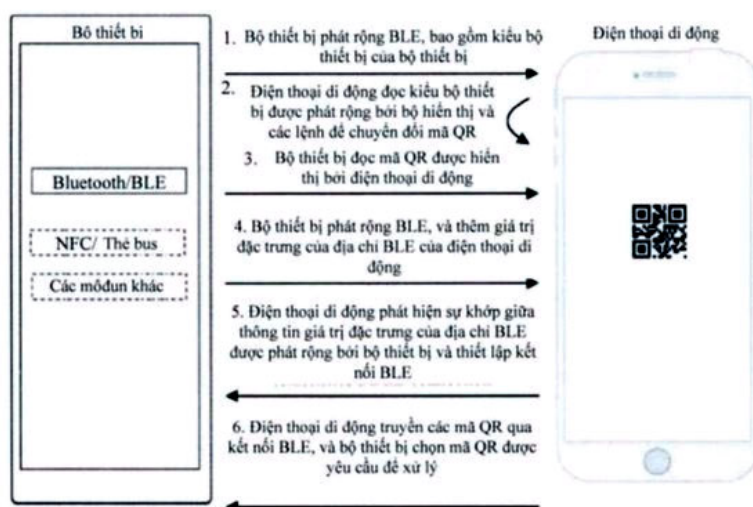 Bộ thiết bị
Bluetooth/BLE
NFC/ Thẻ bus
Các môđun khác
1. Bộ thiết bị phát rộng BLE, bao gồm kiểu bộ
thiết bị của bộ thiết bị
2. Điện thoại di động đọc kiểu bộ thiết
bị được phát rộng bởi bộ hiển thị và
các lệnh để chuyển đổi mã QR
3. Bộ thiết bị đọc mã QR được hiển
thị bởi điện thoại di động
4. Bộ thiết bị phát rộng BLE, và thêm giá trị
đặc trưng của địa chỉ BLE của điện thoại di
động
5. Điện thoại di động phát hiện sự khớp giữa
thông tin giá trị đặc trưng của địa chỉ BLE
được phát rộng bởi bộ thiết bị và thiết lập kết
nối BLE
6. Điện thoại di động truyền các mã QR qua
kết nối BLE, và bộ thiết bị chọn mã QR được
yêu cầu để xử lý
Điện thoại di động